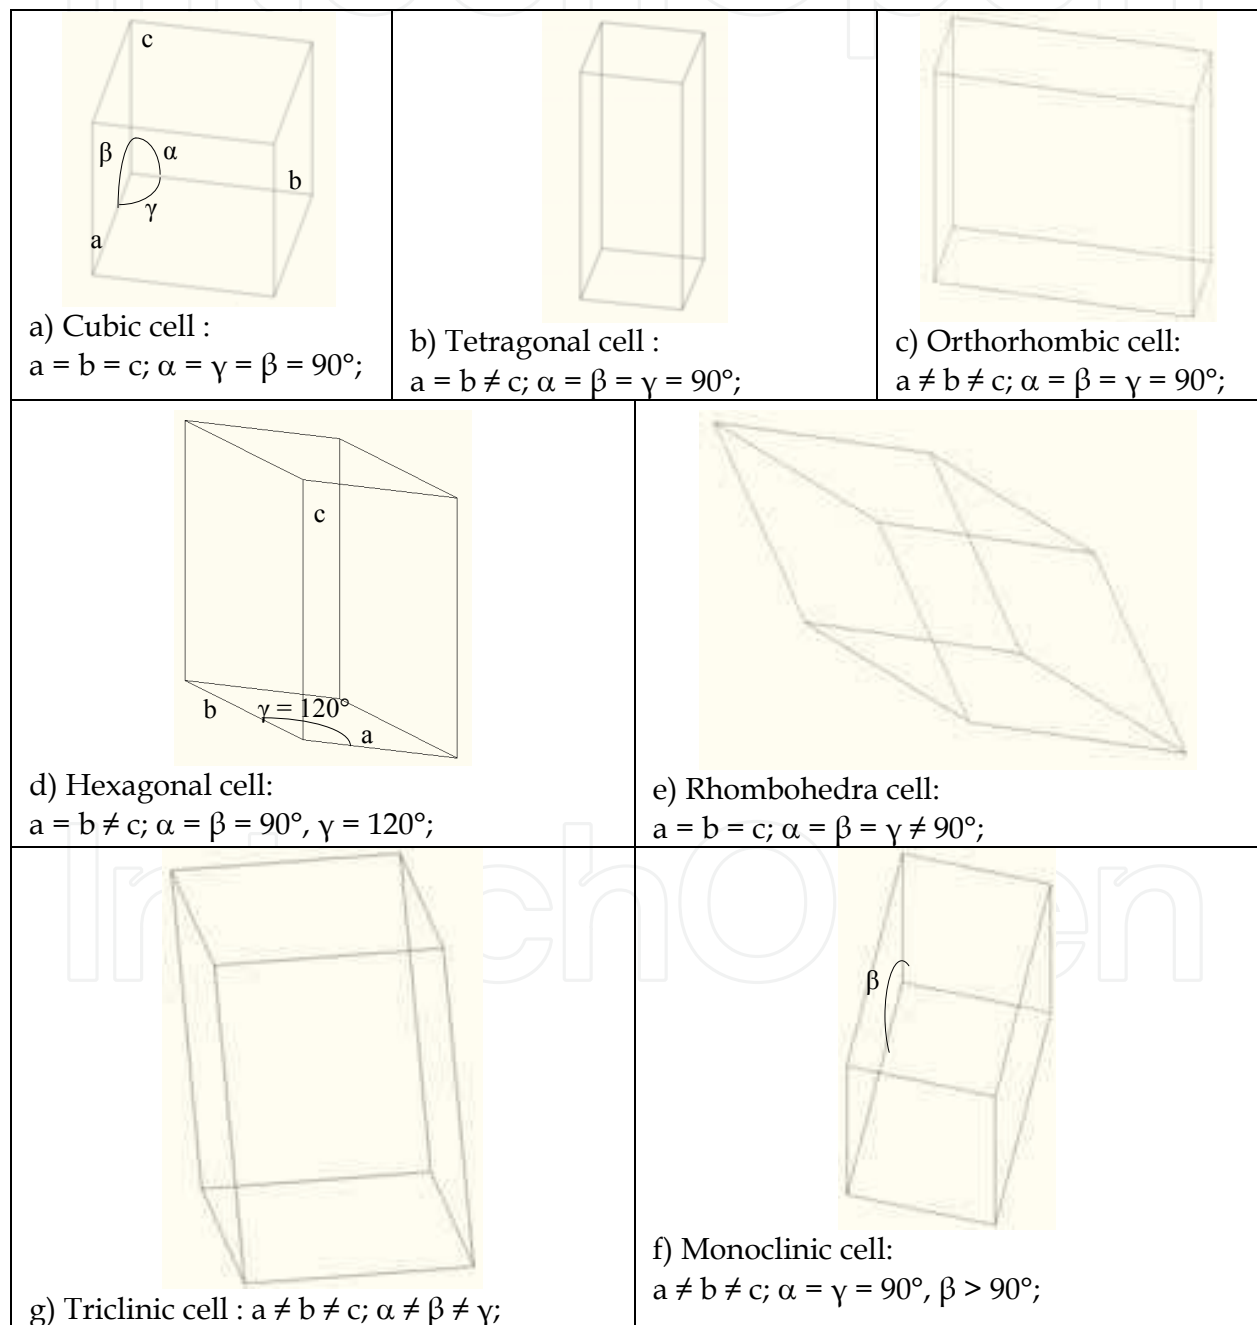 c
β
α
b
γ
a
a) Cubic cell :
a = b = c; α = γ = β = 90°;
b) Tetragonal cell :
a = b ≠ c; α = β = γ = 90°;
c) Orthorhombic cell:
a ≠ b ≠ c; α = β = γ = 90°;
c
b
γ = 120°
a
d) Hexagonal cell:
a = b ≠ c; α = β = 90°, γ = 120°;
e) Rhombohedra cell:
a = b = c; α = β = γ ≠ 90°;
g) Triclinic cell : a ≠ b ≠ c; α ≠ β ≠ γ;
β
f) Monoclinic cell:
a ≠ b ≠ c; α = γ = 90°, β > 90°;